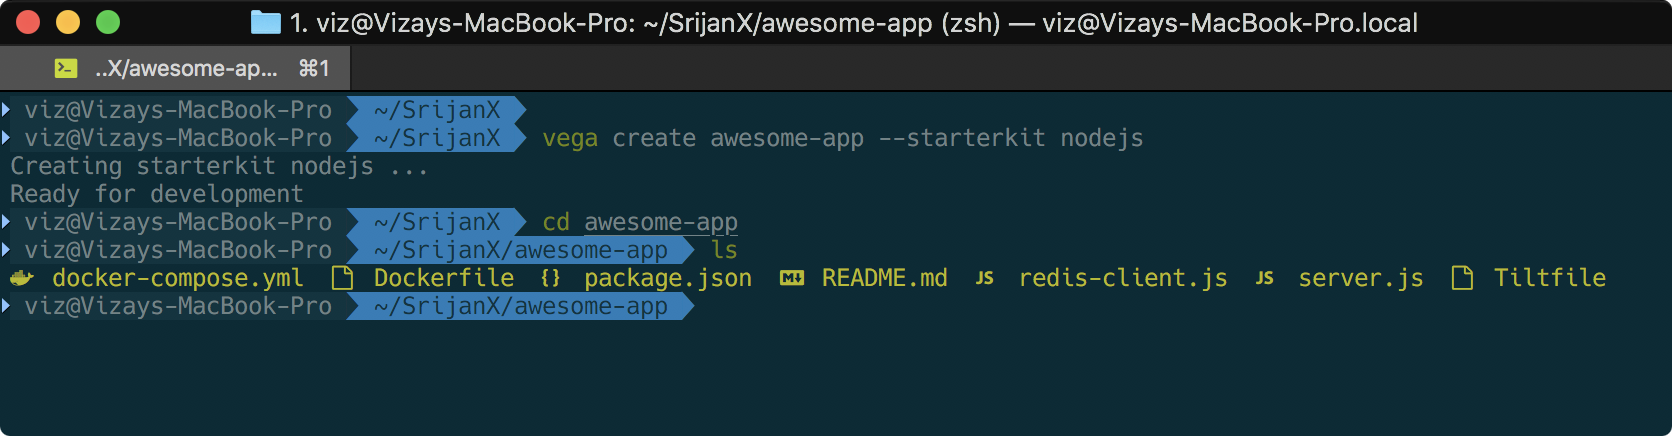 1. viz@Vizays-MacBook-Pro: ~/SrijanX/awesome-app (zsh) — viz@Vizays-MacBook-Pro.local
..X/awesome-ap... ⌘1
viz@Vizays-MacBook-Pro ~/SrijanX
viz@Vizays-MacBook-Pro ~/SrijanX vega create awesome-app --starterkit nodejs
Creating starterkit nodejs ...
Ready for development
viz@Vizays-MacBook-Pro ~/SrijanX cd awesome-app
viz@Vizays-MacBook-Pro ~/SrijanX/awesome-app ls
docker-compose.yml Dockerfile {} package.json M↓ README.md JS redis-client.js JS server.js Tiltfile
viz@Vizays-MacBook-Pro ~/SrijanX/awesome-app